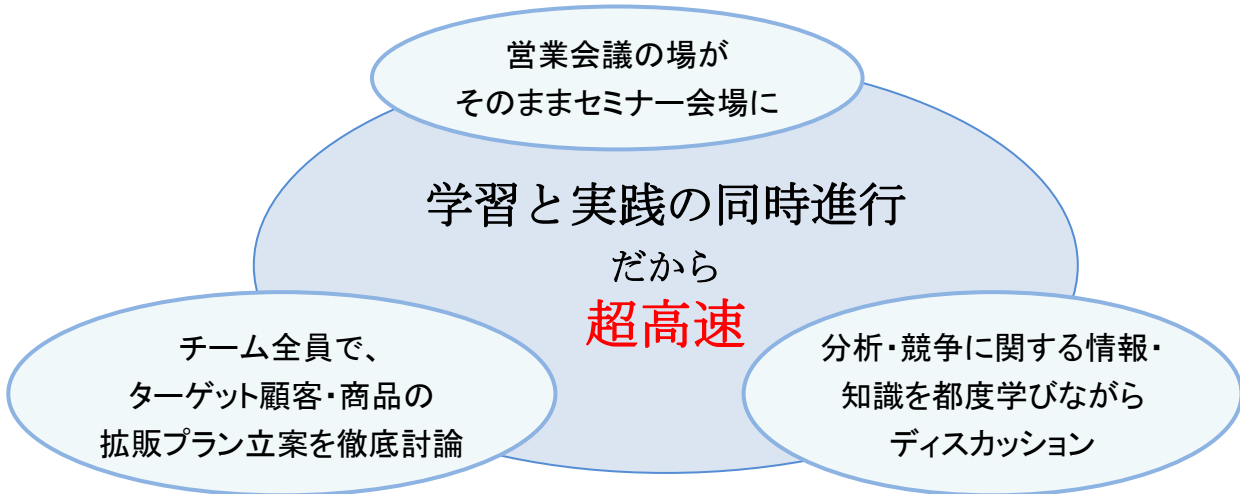 営業会議の場が
そのままセミナー会場に
学習と実践の同時進行
だから
超高速
チーム全員で、
ターゲット顧客・商品の
拡販プラン立案を徹底討論
分析・競争に関する情報・
知識を都度学びながら
ディスカッション